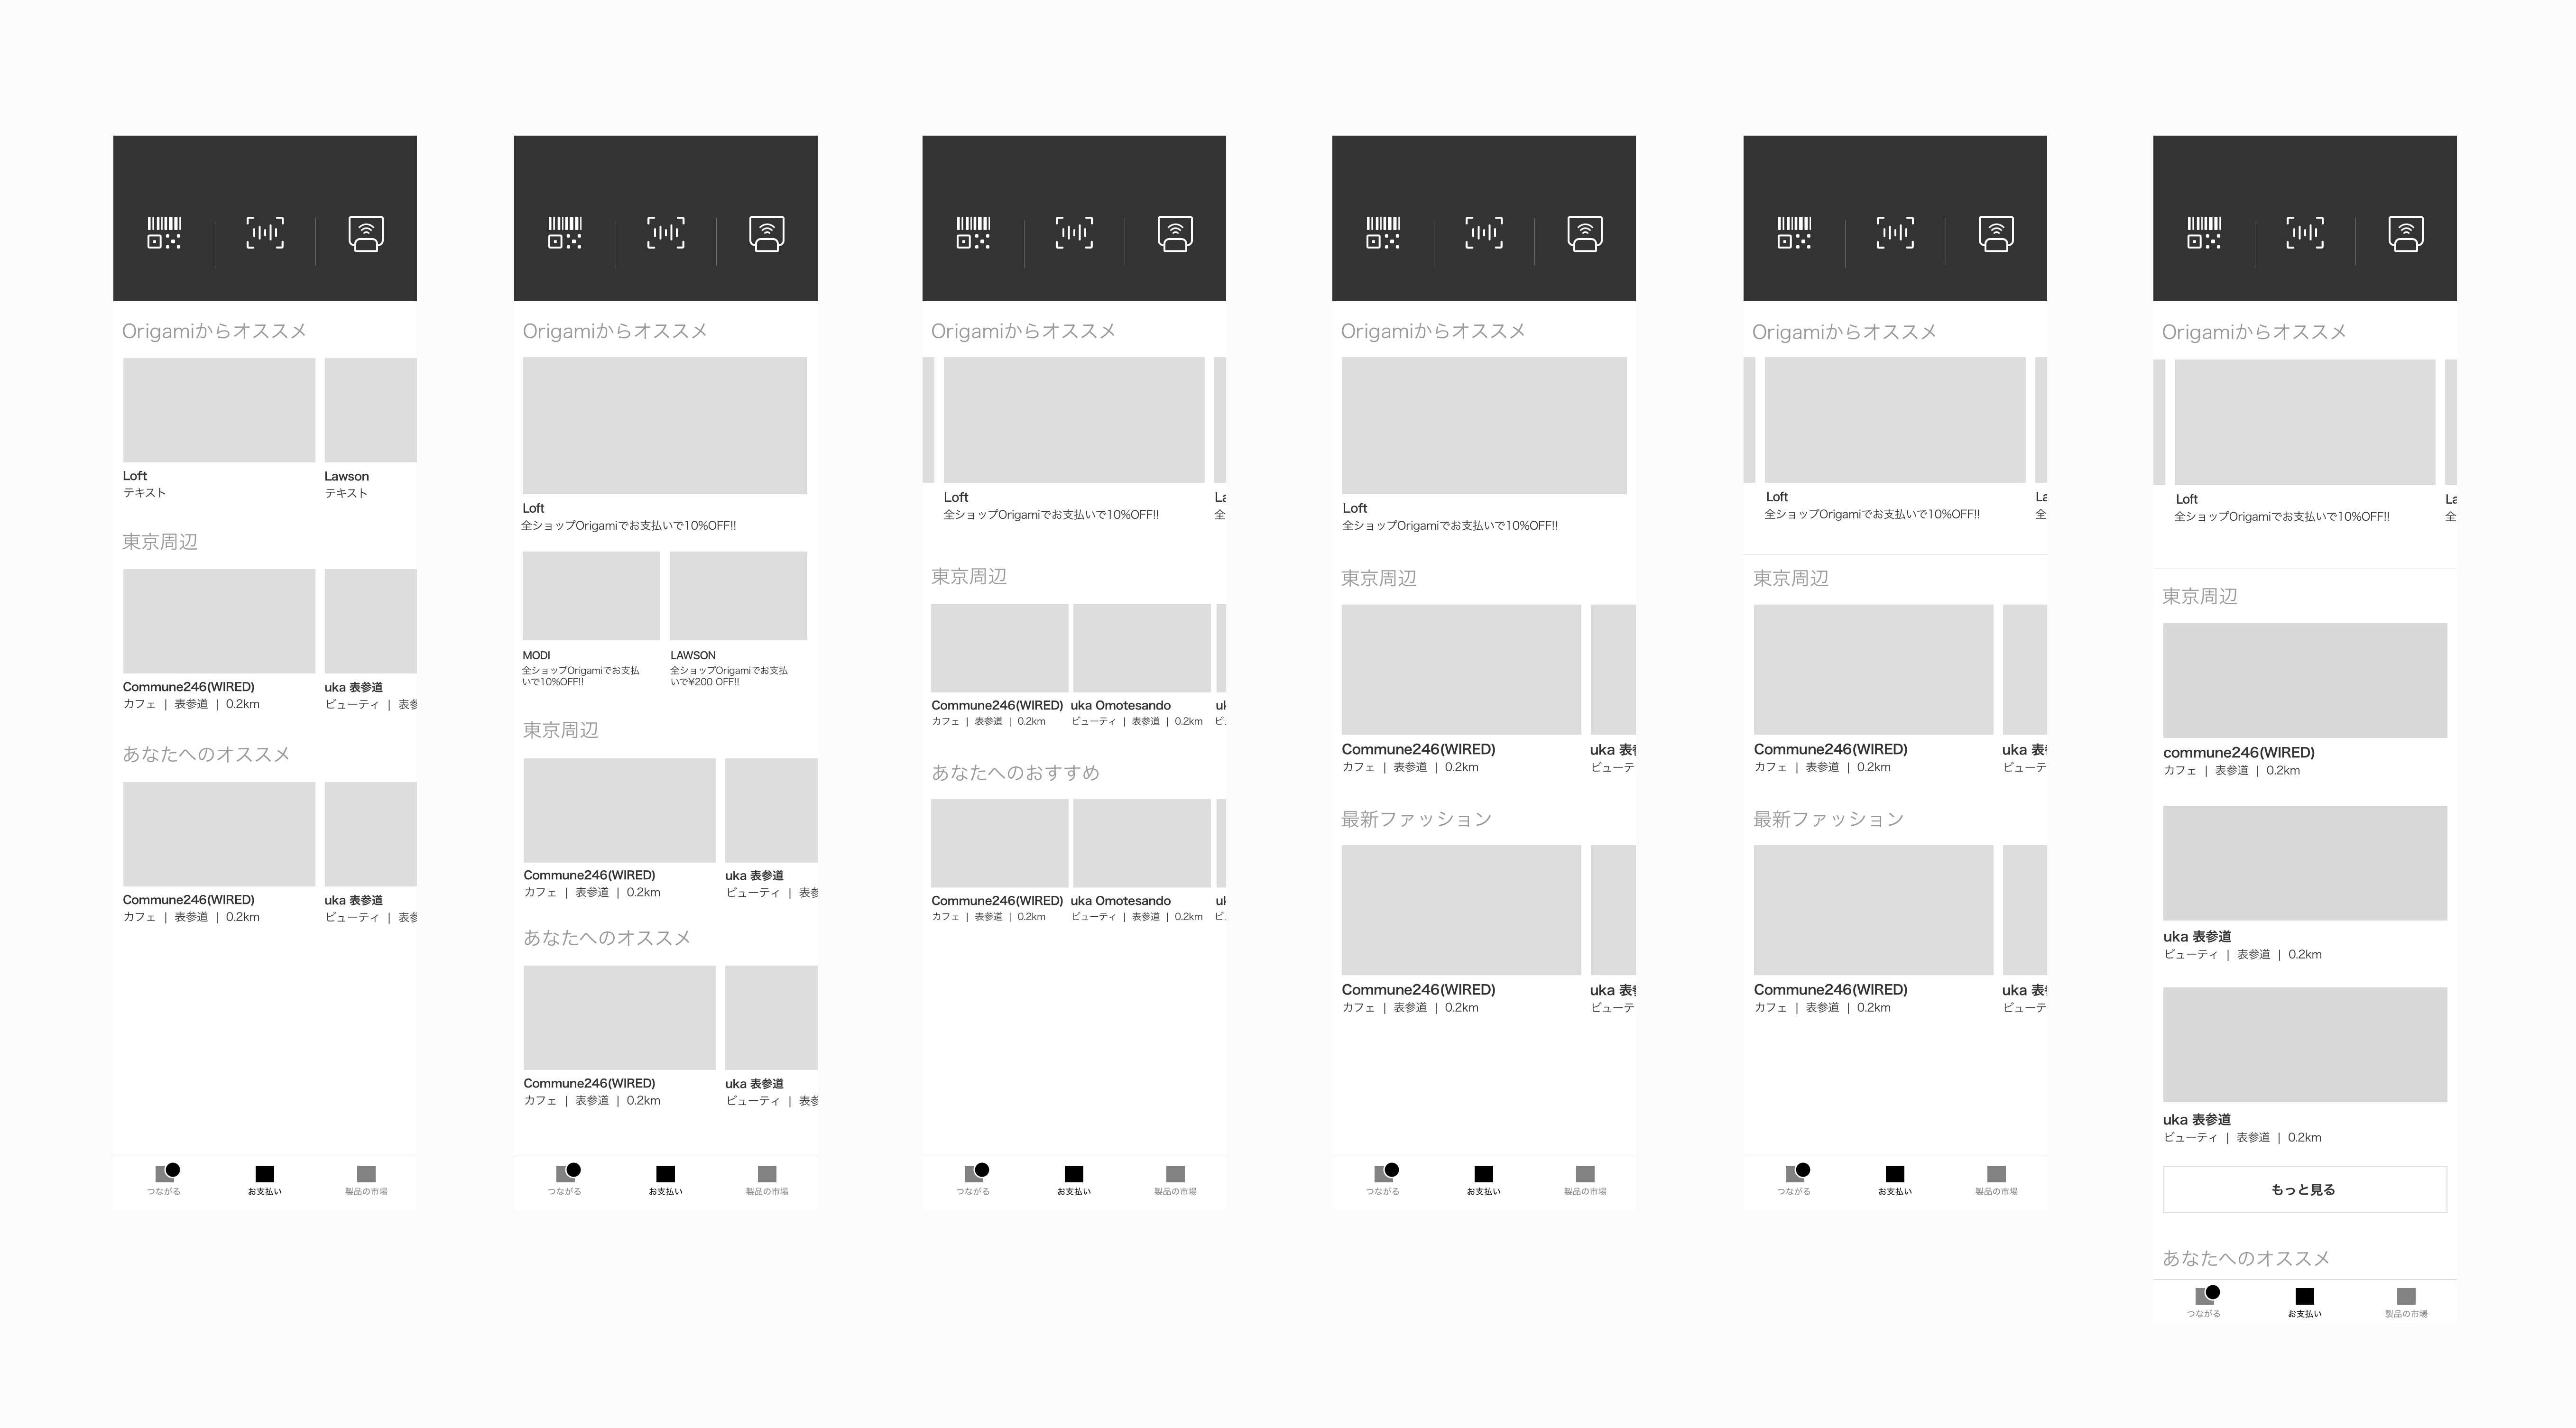 Origamiからオススメ
Loft
テキスト
Lawson
テキスト
東京周辺
Commune246(WIRED)
カフェ | 表参道 | 0.2km
uka 表参道
ビューティ | 表参
あなたへのオススメ
Commune246(WIRED)
カフェ | 表参道 | 0.2km
uka 表参道
ビューティ | 表参
つながる
お支払い
製品の市場
Origamiからオススメ
Loft
全ショップOrigamiでお支払いで10%OFF!!
MODI
全ショップOrigamiでお支払
いで10%OFF!!
LAWSON
全ショップOrigamiでお支払
いで¥200 OFF!!
東京周辺
Commune246(WIRED)
カフェ | 表参道 | 0.2km
uka 表参道
ビューティ | 表参
あなたへのオススメ
Commune246(WIRED)
カフェ | 表参道 | 0.2km
uka 表参道
ビューティ | 表参
つながる
お支払い
製品の市場
Origamiからオススメ
Loft
全ショップOrigamiでお支払いで10%OFF!!
La
全
東京周辺
Commune246(WIRED)
カフェ | 表参道 | 0.2km
uka Omotesando
ビューティ | 表参道 | 0.2km
uk
ビ
あなたへのおすすめ
Commune246(WIRED)
カフェ | 表参道 | 0.2km
uka Omotesando
ビューティ | 表参道 | 0.2km
uk
ビ
つながる
お支払い
製品の市場
Origamiからオススメ
Loft
全ショップOrigamiでお支払いで10%OFF!!
東京周辺
Commune246(WIRED)
カフェ | 表参道 | 0.2km
uka 表参
ビューテ
最新ファッション
Commune246(WIRED)
カフェ | 表参道 | 0.2km
uka 表参
ビューテ
つながる
お支払い
製品の市場
Origamiからオススメ
Loft
全ショップOrigamiでお支払いで10%OFF!!
La
全
東京周辺
Commune246(WIRED)
カフェ | 表参道 | 0.2km
uka 表参
ビューテ
最新ファッション
Commune246(WIRED)
カフェ | 表参道 | 0.2km
uka 表参
ビューテ
つながる
お支払い
製品の市場
Origamiからオススメ
Loft
全ショップOrigamiでお支払いで10%OFF!!
La
全
東京周辺
commune246(WIRED)
カフェ | 表参道 | 0.2km
uka 表参道
ビューティ | 表参道 | 0.2km
uka 表参道
ビューティ | 表参道 | 0.2km
もっと見る
あなたへのオススメ
つながる
お支払い
製品の市場